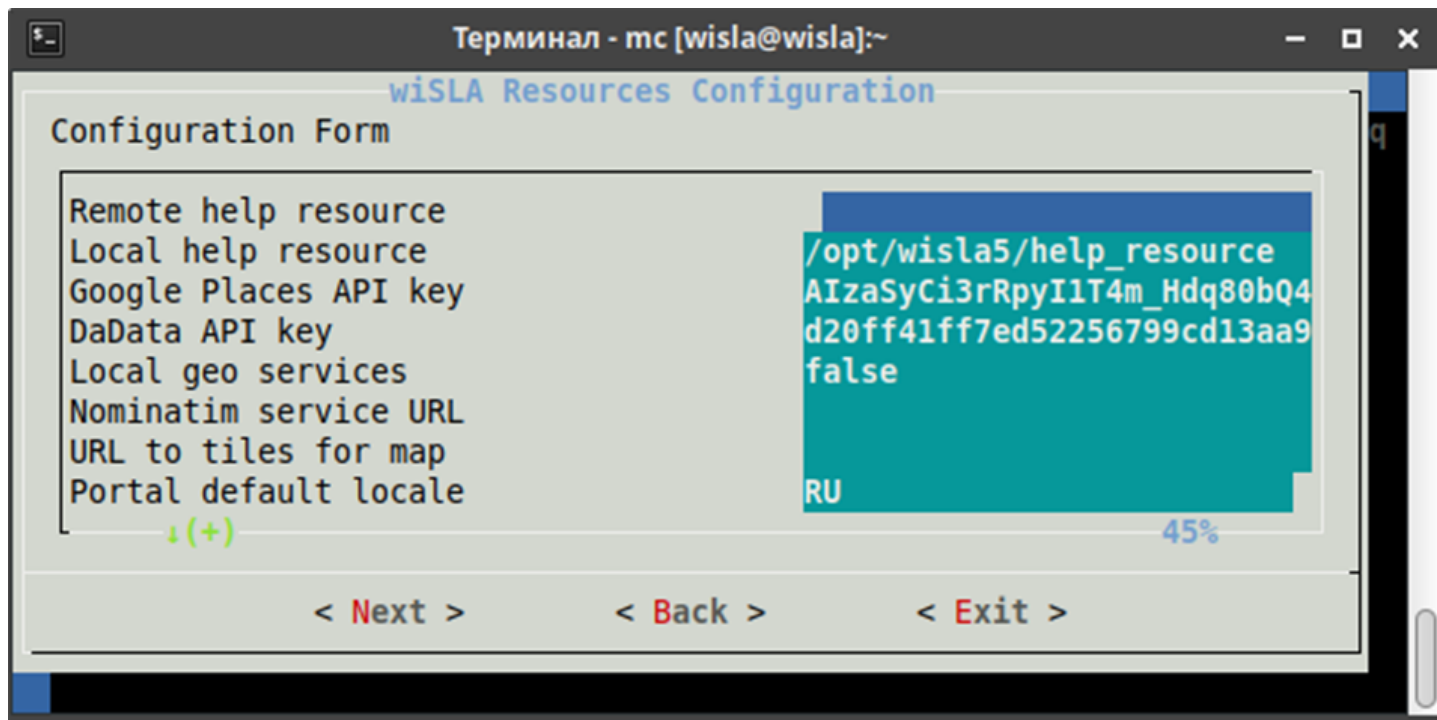 Терминал - mc [wisla@wisla]:~
wiSLA Resources Configuration
Configuration Form
q
Remote help resource
Local help resource /opt/wisla5/help_resource
Google Places API key AIzaSyCi3rRpyI1T4m_Hdq80bQ4
DaData API key d20ff41ff7ed52256799cd13aa9
Local geo services false
Nominatim service URL
URL to tiles for map
Portal default locale RU
↓(+) 45%
< Next > < Back > < Exit >